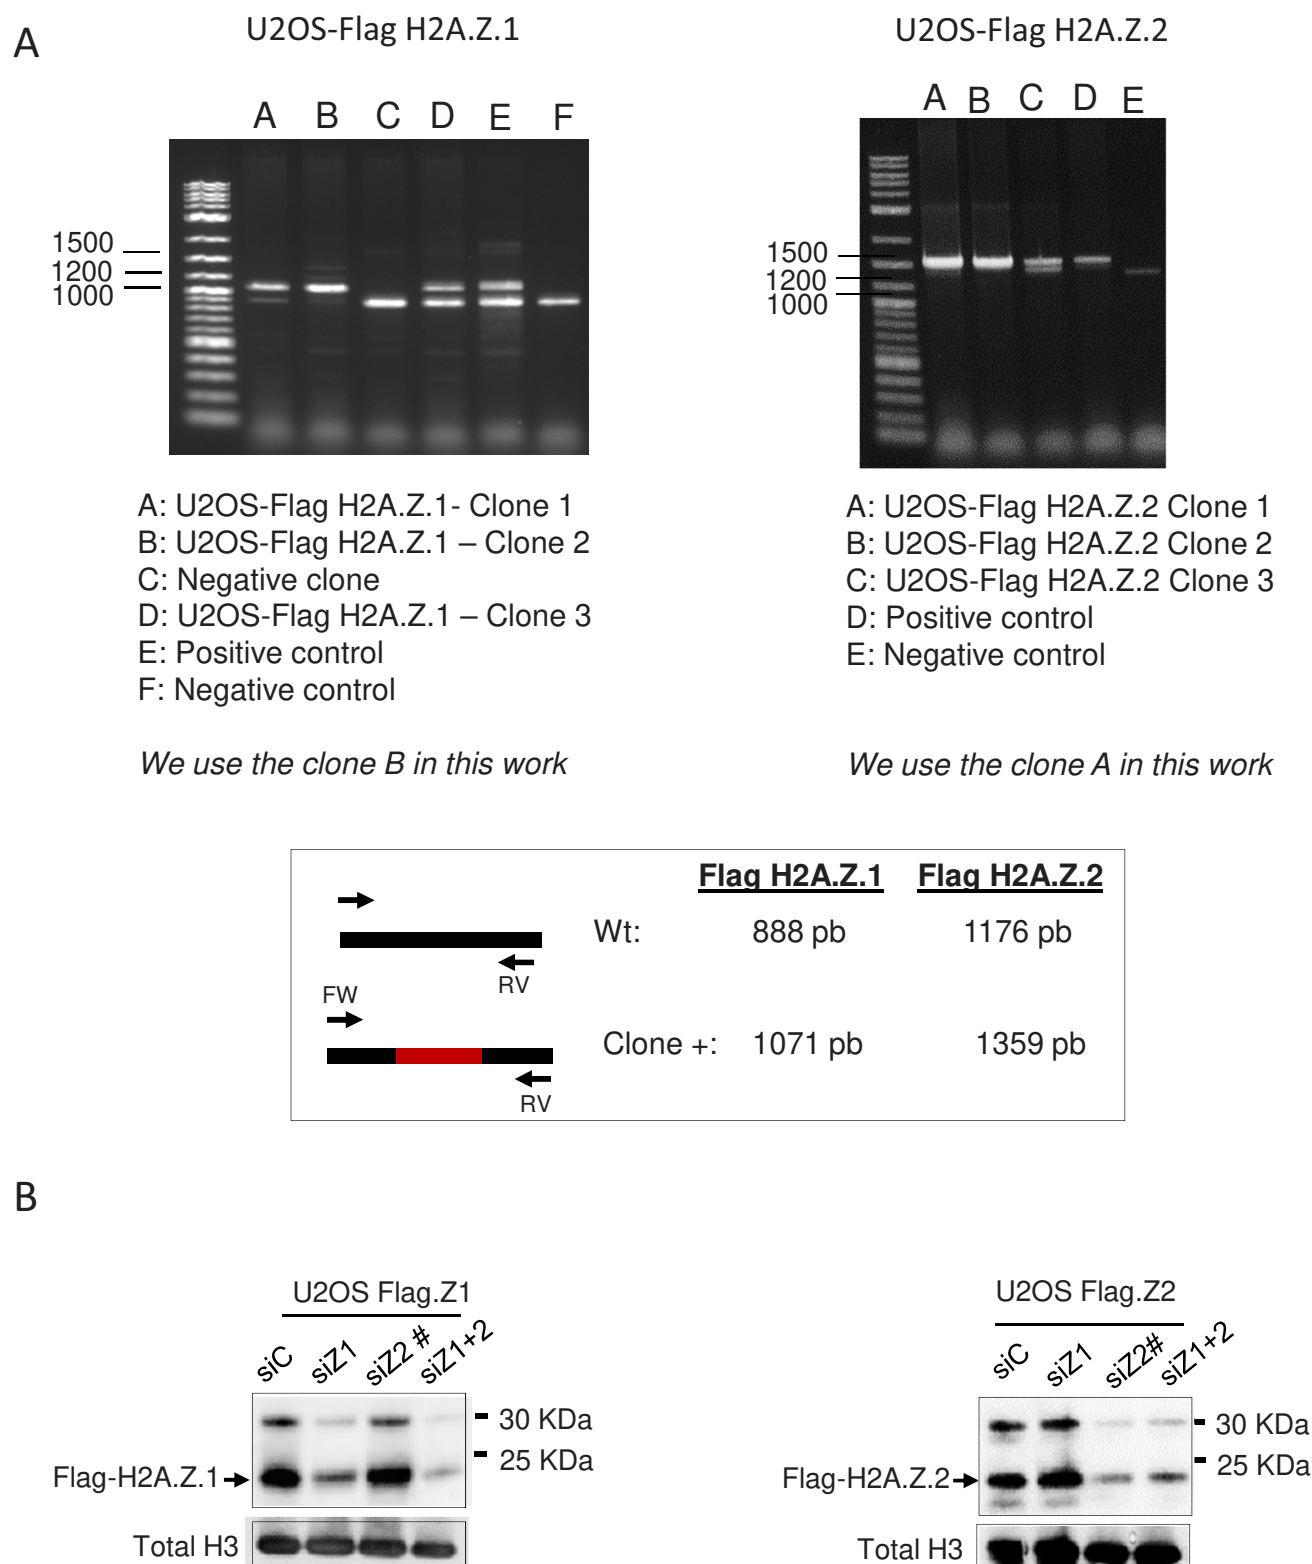 A
U2OS-Flag H2A.Z.1
A B C D E F
1500
1200
1000
A: U2OS-Flag H2A.Z.1- Clone 1
B: U2OS-Flag H2A.Z.1 – Clone 2
C: Negative clone
D: U2OS-Flag H2A.Z.1 – Clone 3
E: Positive control
F: Negative control
We use the clone B in this work
U2OS-Flag H2A.Z.2
A B C D E
1500
1200
1000
A: U2OS-Flag H2A.Z.2 Clone 1
B: U2OS-Flag H2A.Z.2 Clone 2
C: U2OS-Flag H2A.Z.2 Clone 3
D: Positive control
E: Negative control
We use the clone A in this work
Flag H2A.Z.1 Flag H2A.Z.2
Wt: 888 pb 1176 pb
RV
FW
Clone +: 1071 pb 1359 pb
RV
B
U2OS Flag.Z1
siC siZ1 siZ2 # siZ1+2
30 KDa
25 KDa
Flag-H2A.Z.1
Total H3
U2OS Flag.Z2
siC siZ1 siZ2# siZ1+2
30 KDa
25 KDa
Flag-H2A.Z.2
Total H3